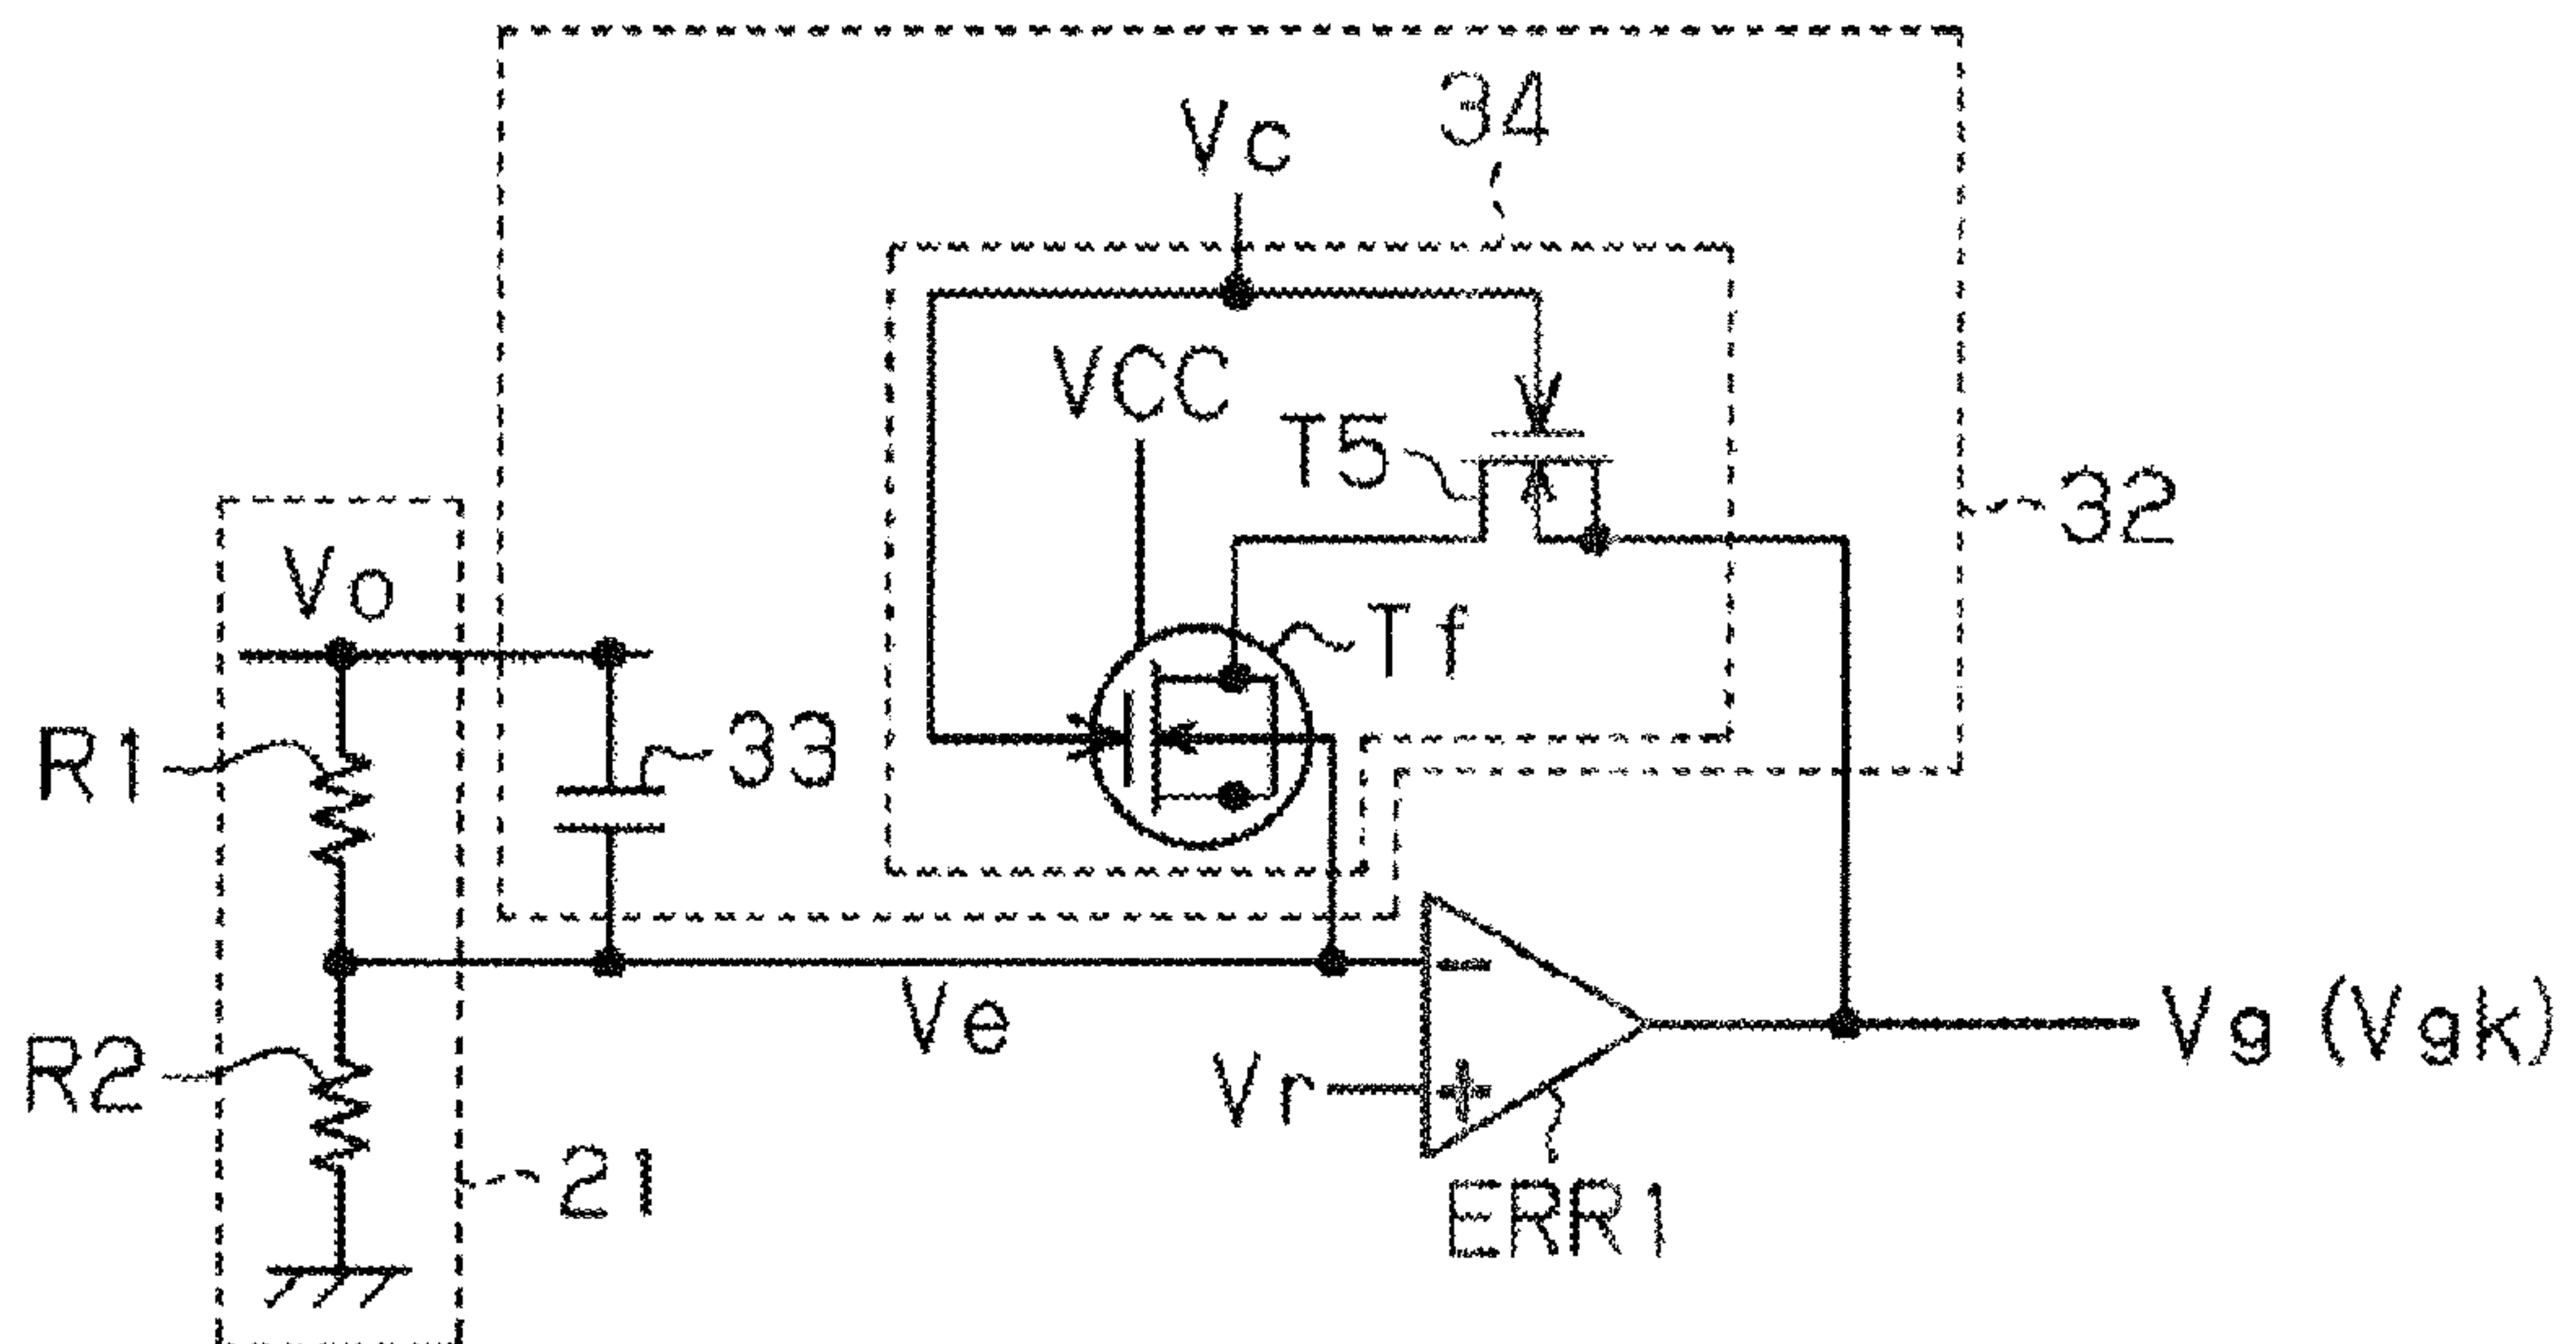 34
Vc
VCC
T5
32
Vo
Tf
R1
33
Ve
R2
Vr
Vg (Vgk)
21
ERR1
−
+